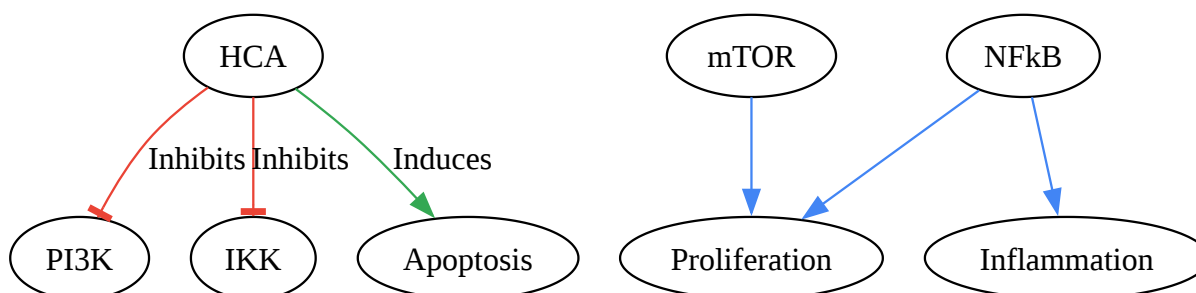 HCA
mTOR
NFkB
Inhibits
Inhibits
Induces
PI3K
IKK
Apoptosis
Proliferation
Inflammation